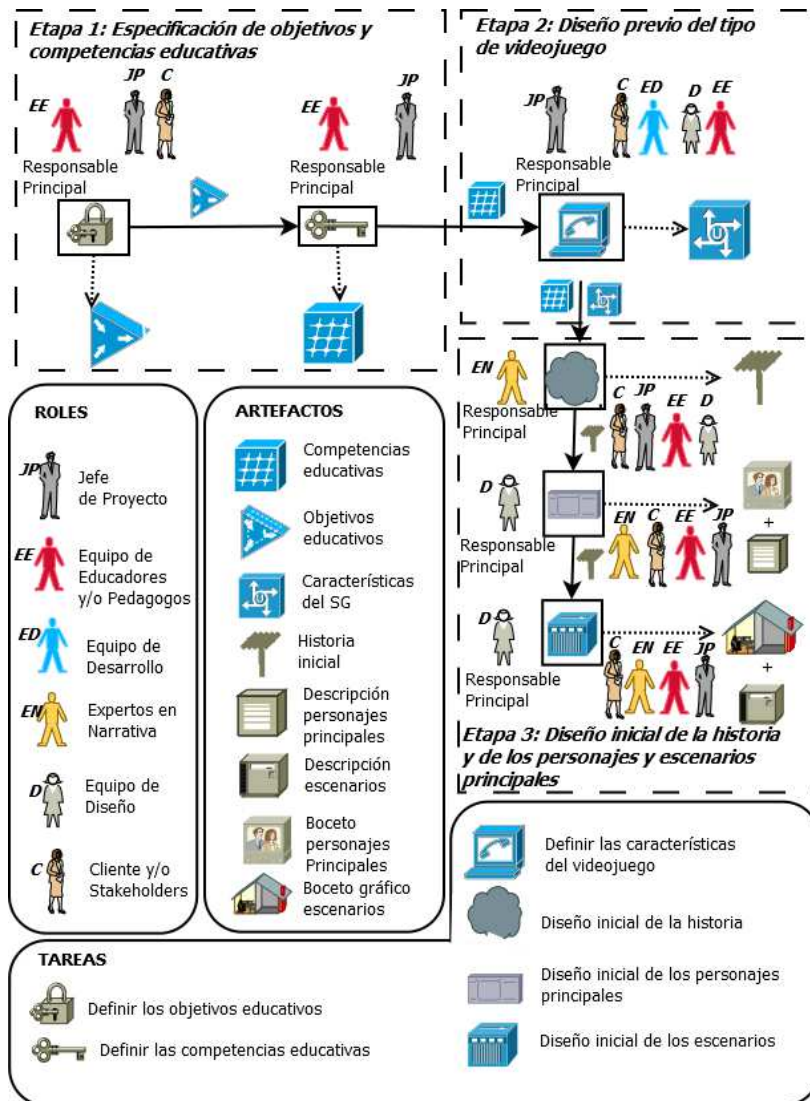 Etapa 1: Especificación de objetivos y
competencias educativas
JP
C
EE
Responsable
Principal
JP
EE
Responsable
Principal
Etapa 2: Diseño previo del tipo
de videojuego
JP
C
ED
D
EE
Responsable
Principal
EN
Responsable
Principal
C
JP
EE
D
D
Responsable
Principal
EN
C
EE
JP
+
D
Responsable
Principal
C
EN
EE
JP
+
Etapa 3: Diseño inicial de la historia
y de los personajes y escenarios
principales
ROLES
JP
Jefe
de Proyecto
EE
Equipo de
Educadores
y/o Pedagogos
ED
Equipo de
Desarrollo
EN
Expertos en
Narrativa
D
Equipo de
Diseño
C
Cliente y/o
Stakeholders
ARTEFACTOS
Competencias
educativas
Objetivos
educativos
U
Características
del SG
Historia
inicial
Descripción
personajes
principales
Descripción
escenarios
Boceto
personajes
Principales
Boceto gráfico
escenarios
TAREAS
Definir los objetivos educativos
Definir las competencias educativas
Definir las características
del videojuego
Diseño inicial de la historia
Diseño inicial de los personajes
principales
Diseño inicial de los escenarios